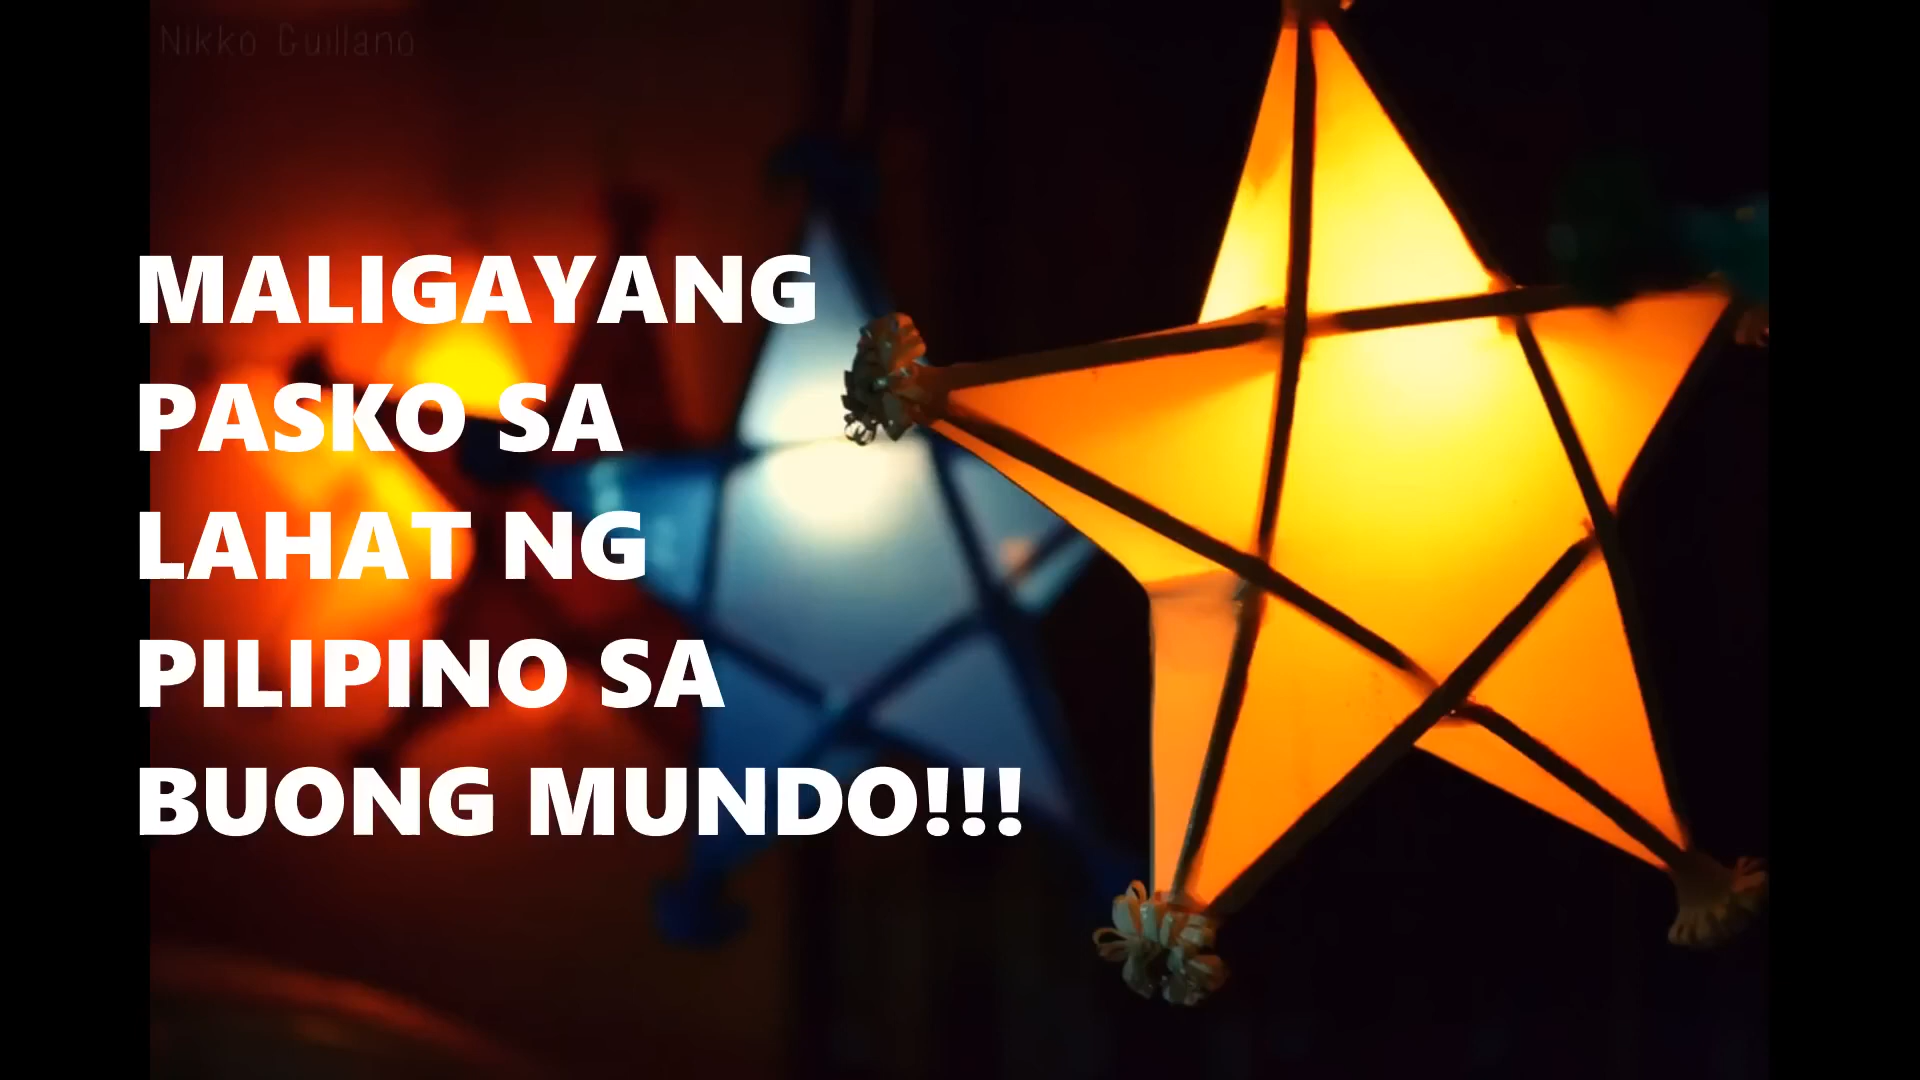 Nikko Guillano
MALIGAYANG
PASKO SA
LAHAT NG
PILIPINO SA
BUONG MUNDO!!!